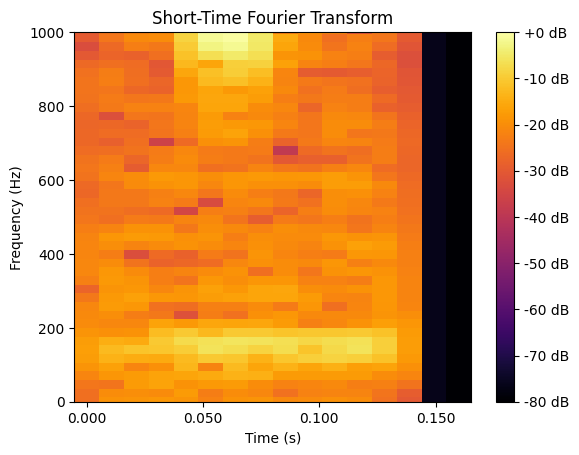 Short-Time Fourier Transform
1000
800
600
400
200
0
Frequency (Hz)
0.000
0.050
0.100
0.150
Time (s)
+0 dB
-10 dB
-20 dB
-30 dB
-40 dB
-50 dB
-60 dB
-70 dB
-80 dB